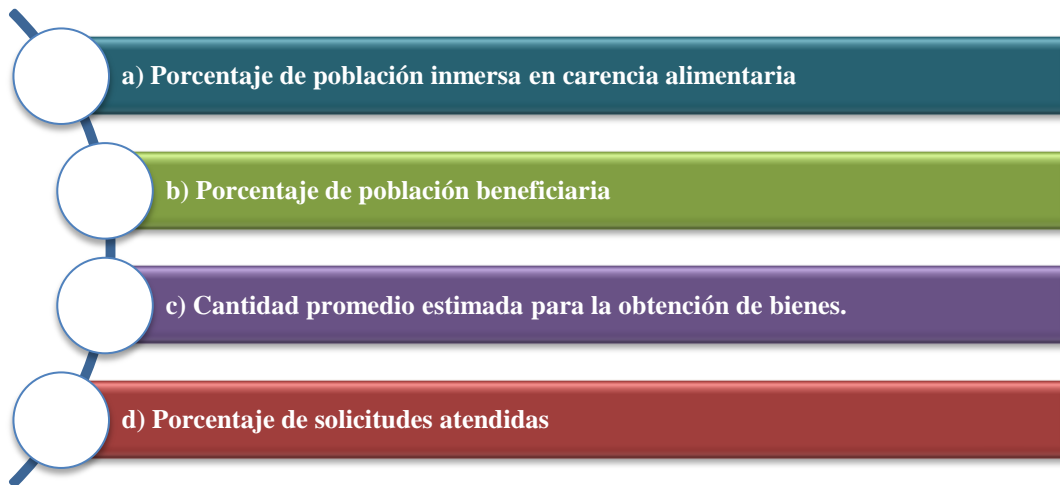 a) Porcentaje de población inmersa en carencia alimentaria
b) Porcentaje de población beneficiaria
c) Cantidad promedio estimada para la obtención de bienes.
d) Porcentaje de solicitudes atendidas